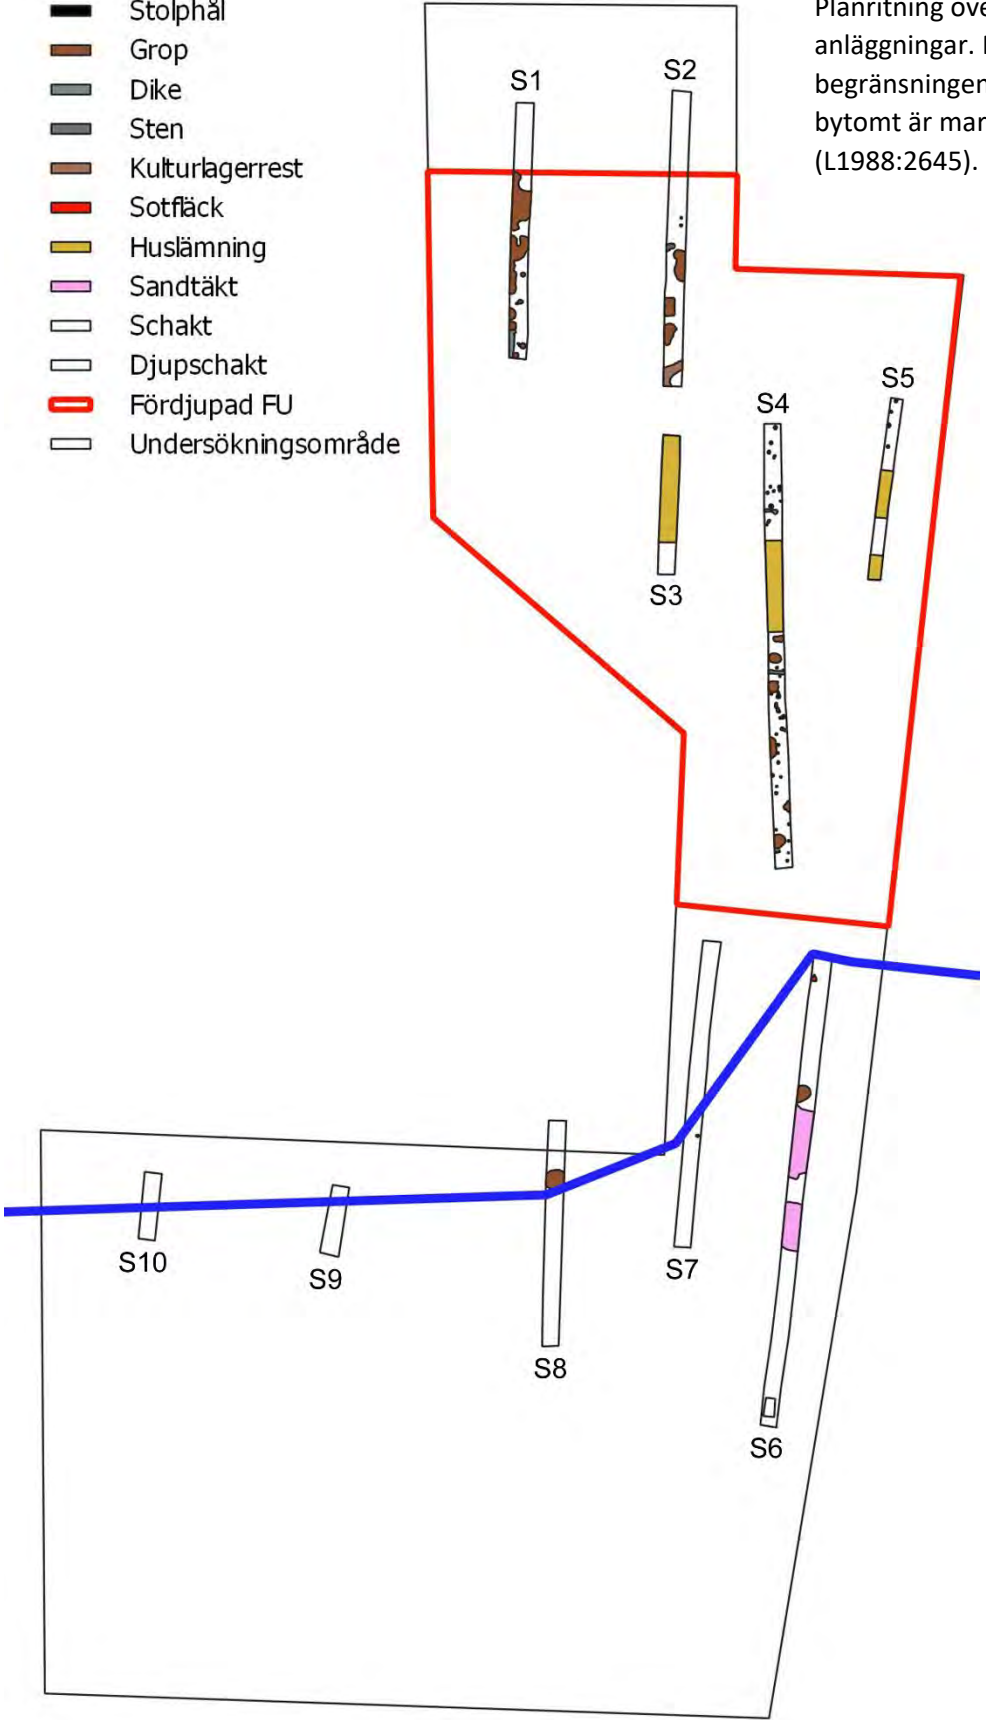 Stolphål
Grop
Dike
Sten
Kulturlagerrest
Sotfläck
Huslämning
Sandtäkt
Schakt
Djupschakt
Fördjupad FU
Undersökningsområde
Planritning
anläggningar.
begränsningen
bytomt är
(L1988:2645).
S1
S2
S5
S4
S3
S10
S9
S7
S8
S6